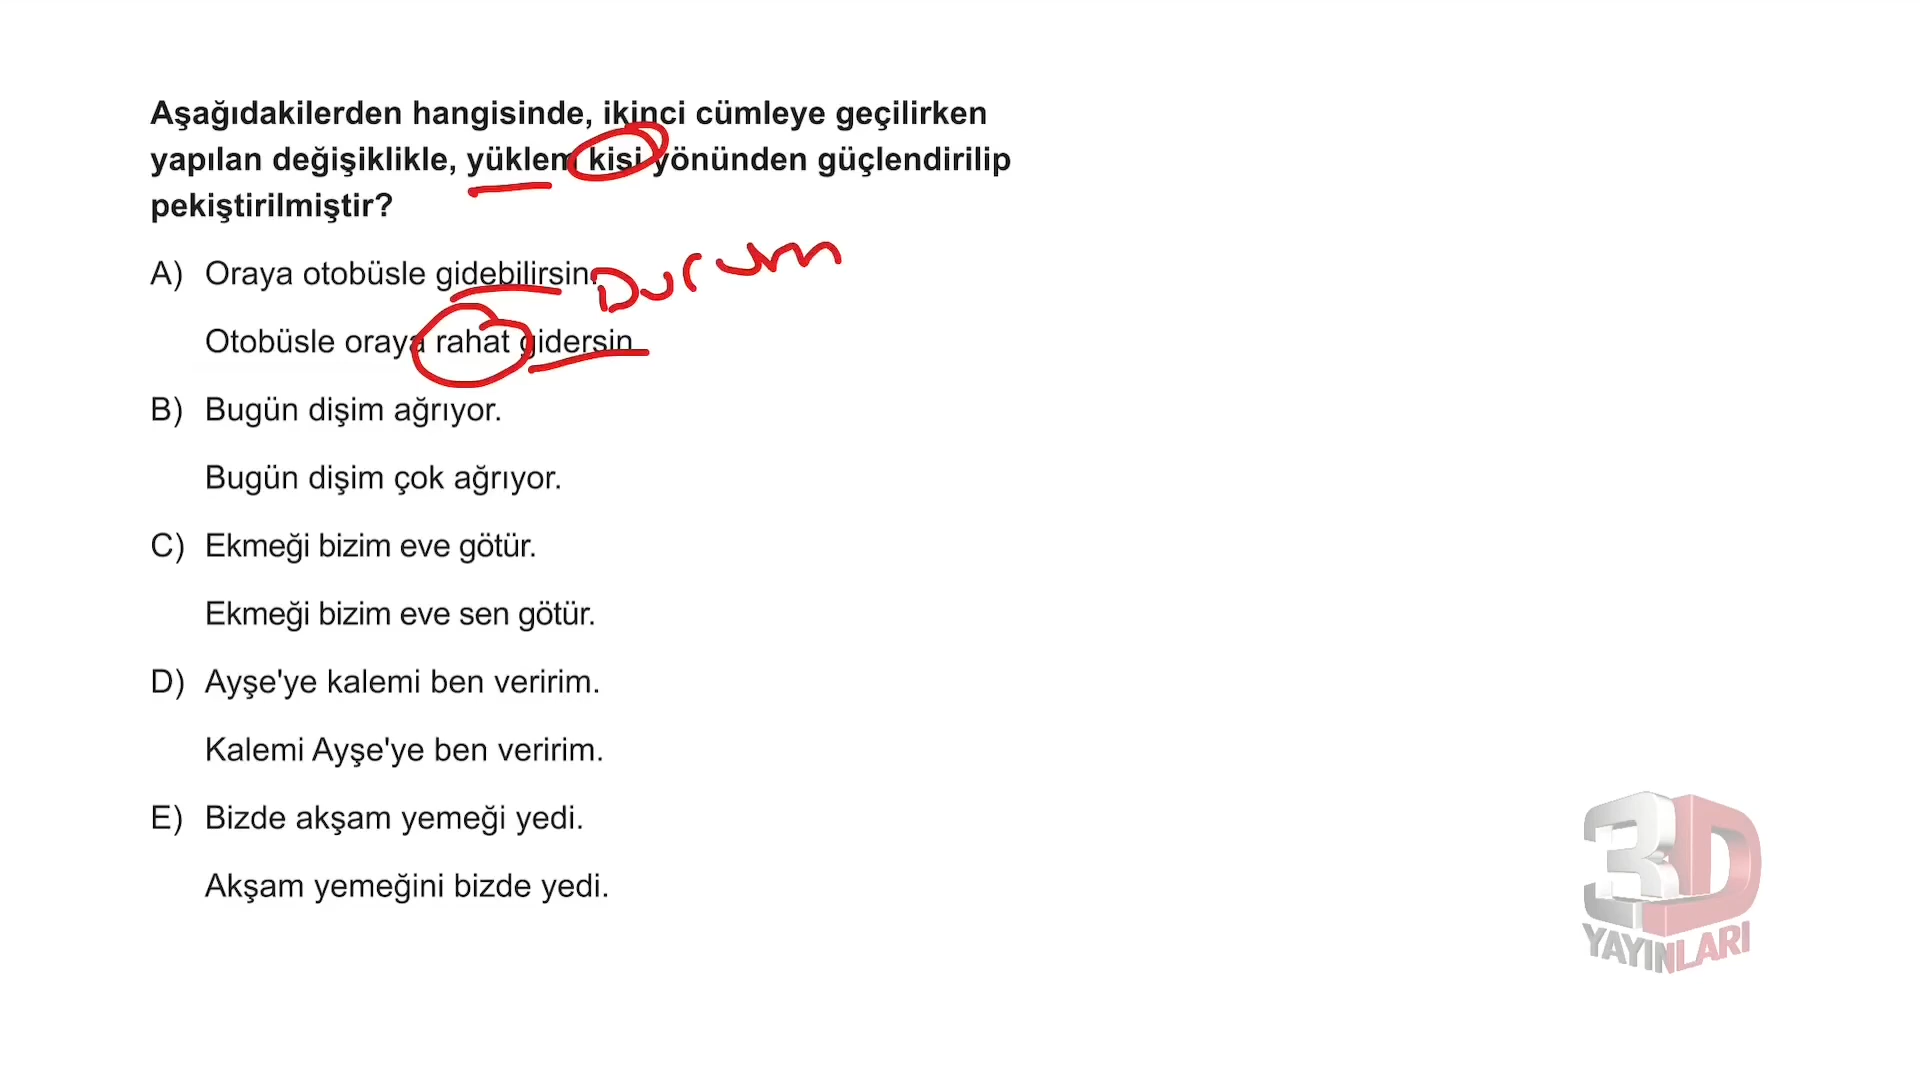 Aşağıdakilerden hangisinde, ikinci cümleye geçilirken
yapılan değişiklikle, yüklem kişi yönünden güçlendirilip
pekiştirilmiştir?
A) Oraya otobüsle gidebilirsin.
Durum
Otobüsle oraya rahat gidersin.
B) Bugün dişim ağrıyor.
Bugün dişim çok ağrıyor.
C) Ekmeği bizim eve götür.
Ekmeği bizim eve sen götür.
D) Ayşe'ye kalemi ben veririm.
Kalemi Ayşe'ye ben veririm.
E) Bizde akşam yemeği yedi.
Akşam yemeğini bizde yedi.
3D
YAYINLARI